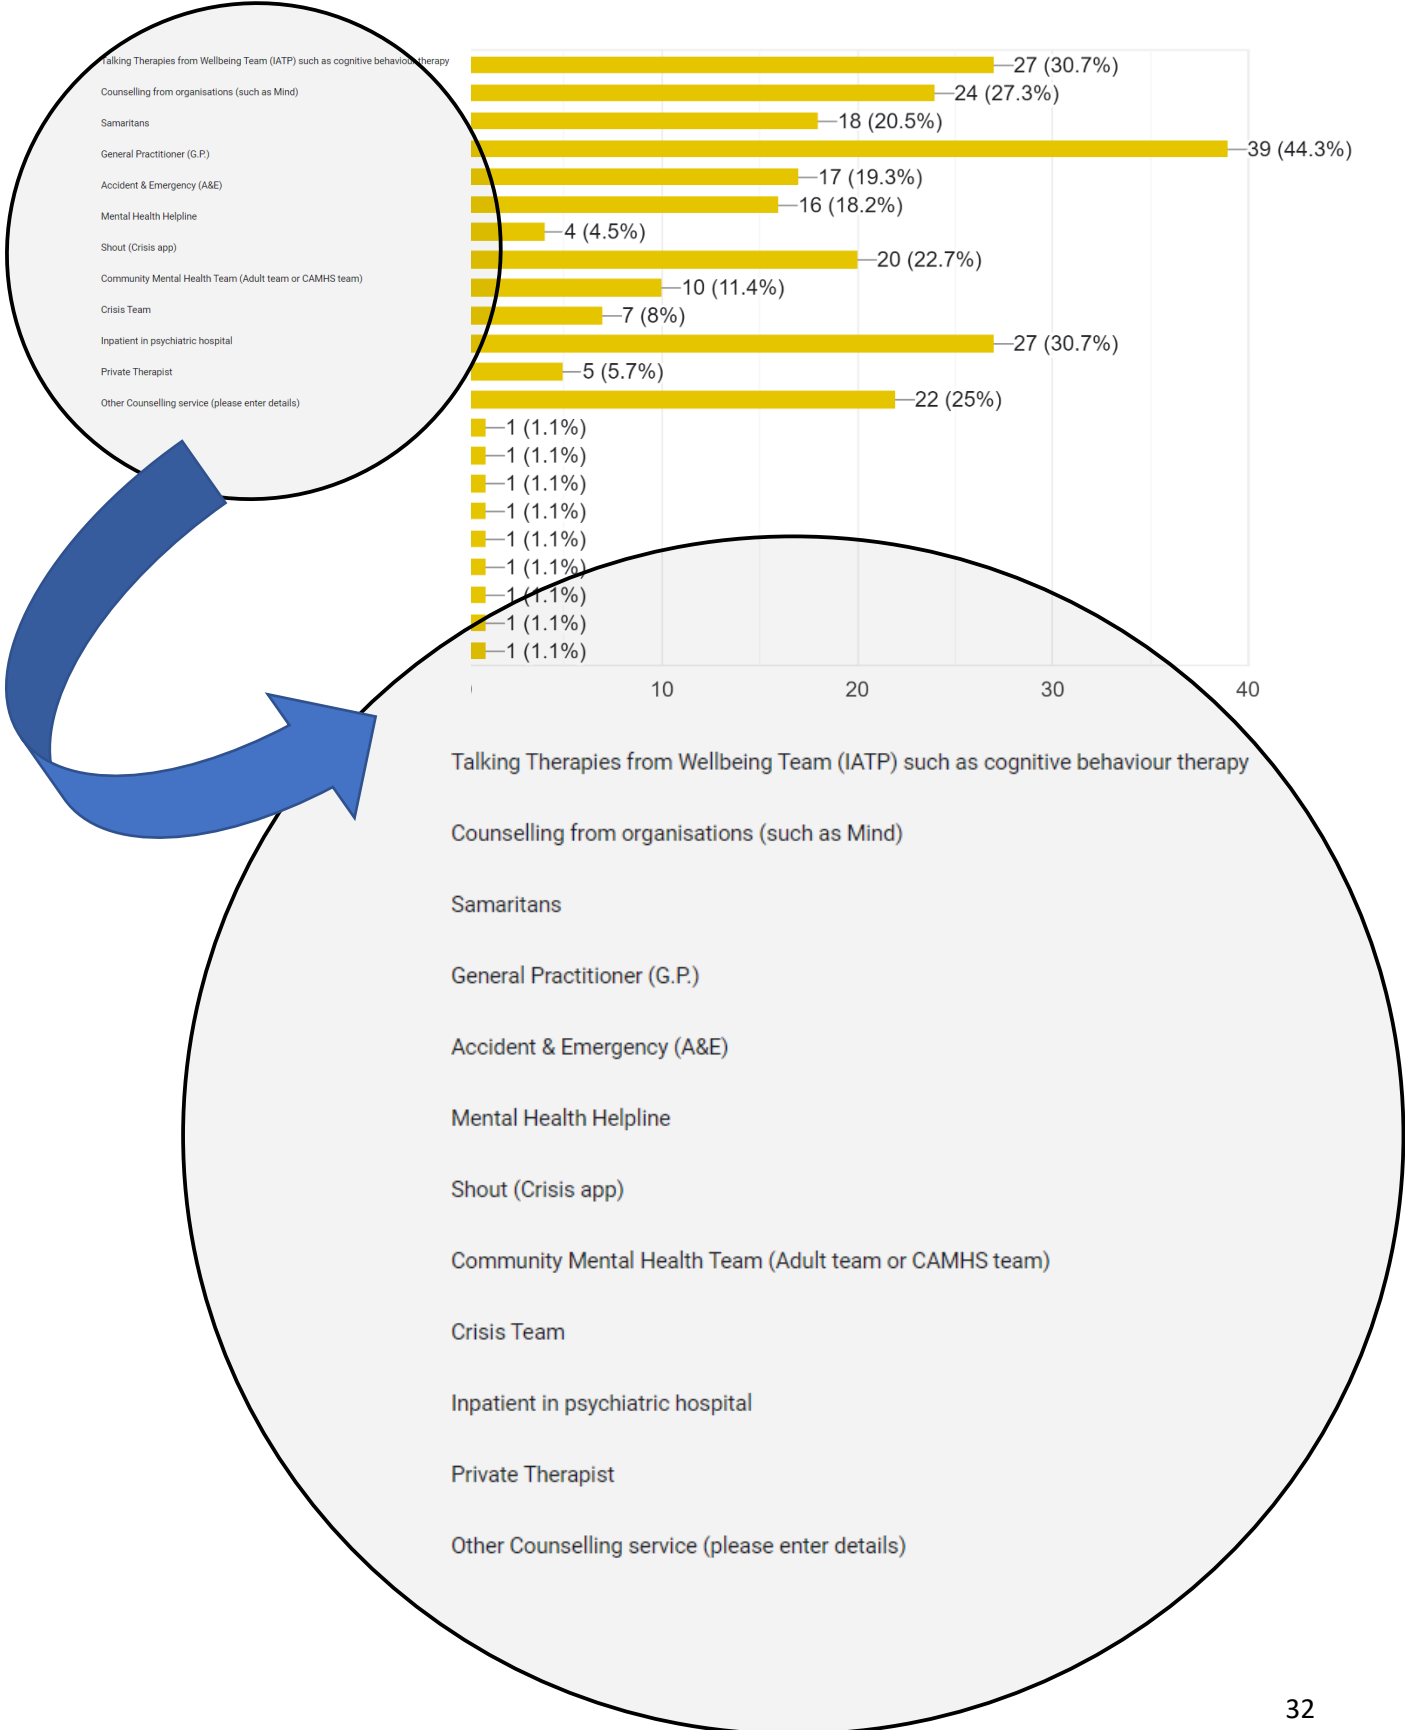 Talking Therapies from Wellbeing Team (IATP) such as cognitive behaviour therapy
Counselling from organisations (such as Mind)
Samaritans
General Practitioner (G.P.)
Accident & Emergency (A&E)
Mental Health Helpline
Shout (Crisis app)
Community Mental Health Team (Adult team or CAMHS team)
Crisis Team
Inpatient in psychiatric hospital
Private Therapist
Other Counselling service (please enter details)
27 (30.7%)
24 (27.3%)
18 (20.5%)
39 (44.3%)
17 (19.3%)
16 (18.2%)
4 (4.5%)
20 (22.7%)
10 (11.4%)
7 (8%)
27 (30.7%)
5 (5.7%)
22 (25%)
1 (1.1%)
1 (1.1%)
1 (1.1%)
1 (1.1%)
1 (1.1%)
1 (1.1%)
1 (1.1%)
1 (1.1%)
1 (1.1%)
10 20 30 40
Talking Therapies from Wellbeing Team (IATP) such as cognitive behaviour therapy
Counselling from organisations (such as Mind)
Samaritans
General Practitioner (G.P.)
Accident & Emergency (A&E)
Mental Health Helpline
Shout (Crisis app)
Community Mental Health Team (Adult team or CAMHS team)
Crisis Team
Inpatient in psychiatric hospital
Private Therapist
Other Counselling service (please enter details)
32